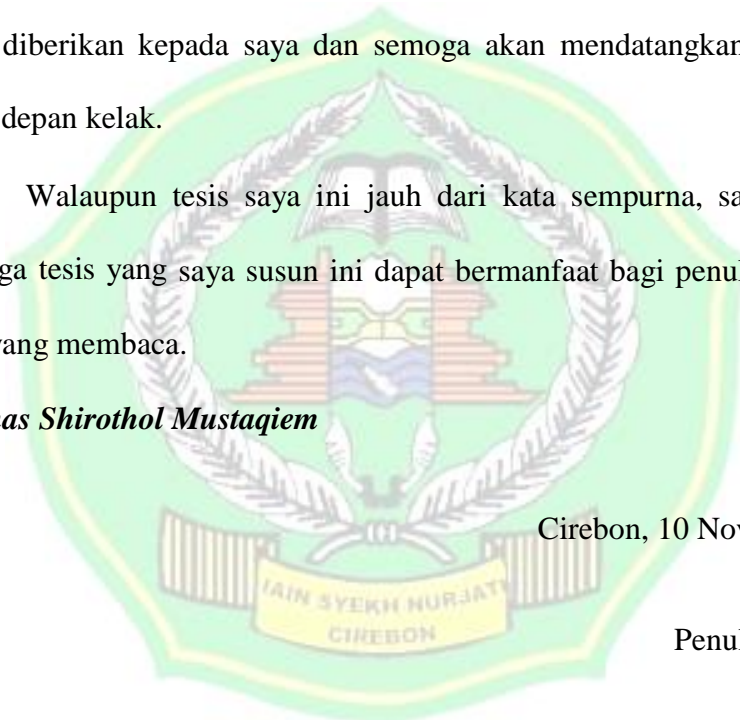 diberikan kepada saya dan semoga akan mendatangkan
depan kelak.
Walaupun tesis saya ini jauh dari kata sempurna, sa
ga tesis yang saya susun ini dapat bermanfaat bagi penul
yang membaca.
nas Shirothol Mustaqiem
Cirebon, 10 Nov
IAIN SYEKH NURJATI
CIREBON
Penul